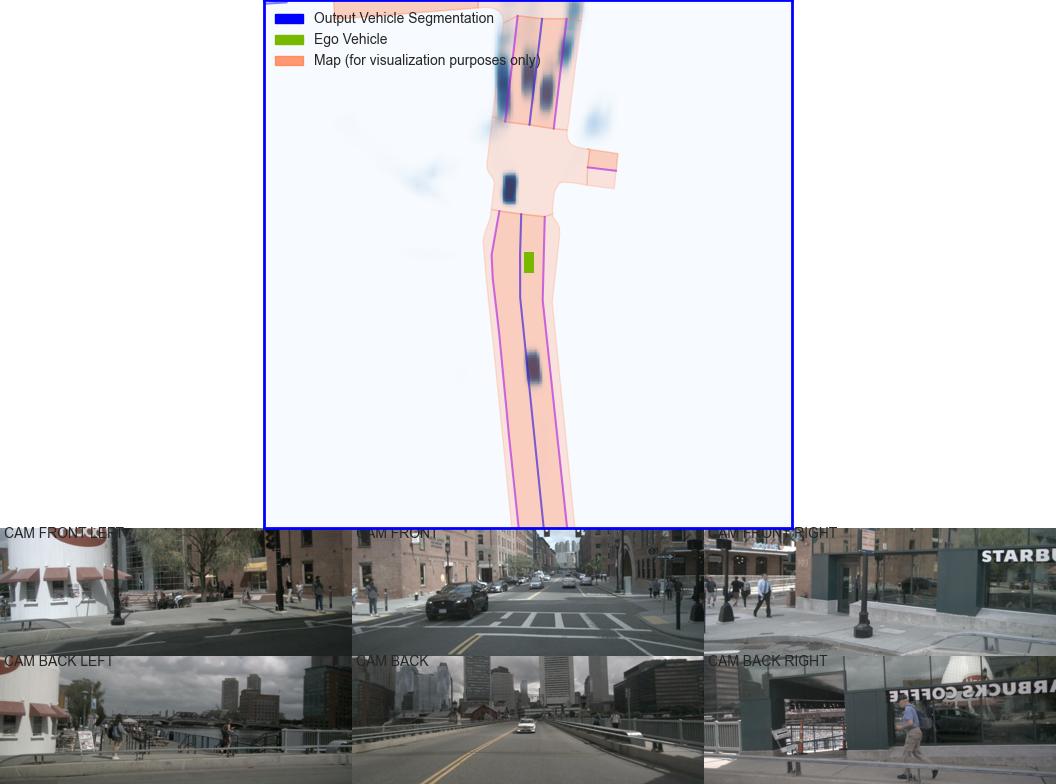 Output Vehicle Segmentation
Ego Vehicle
Map (for visualization purposes only)
CAM FRONT LEFT
CAM FRONT
CAM FRONT RIGHT
STARBU
CAM BACK LEFT
CAM BACK
CAM BACK RIGHT
ARBUCKS COFFEE